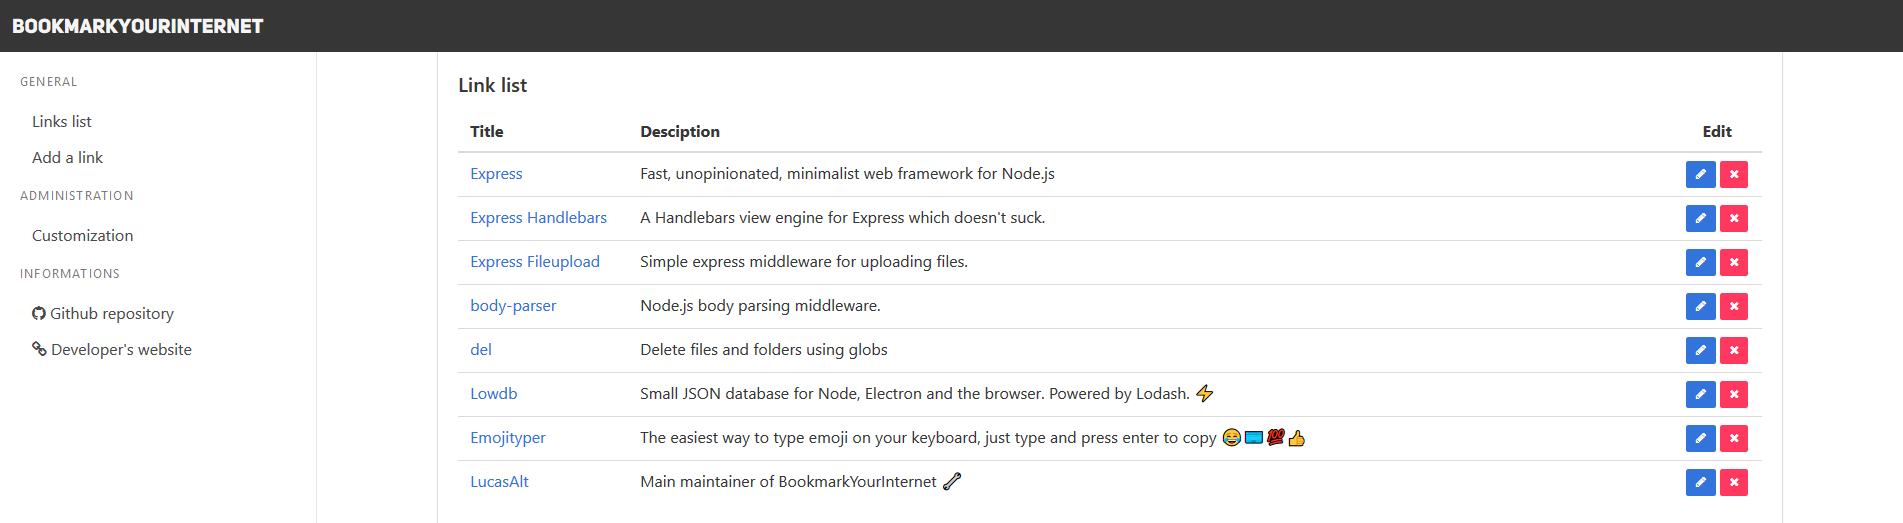 BOOKMARKYOURINTERNET
GENERAL
Links list
Add a link
ADMINISTRATION
Customization
INFORMATIONS
Github repository
Developer's website
Link list
Title Desciption Edit
Express Fast, unopinionated, minimalist web framework for Node.js
Express Handlebars A Handlebars view engine for Express which doesn't suck.
Express Fileupload Simple express middleware for uploading files.
body-parser Node.js body parsing middleware.
del Delete files and folders using globs
Lowdb Small JSON database for Node, Electron and the browser. Powered by Lodash. ⚡
Emojityper The easiest way to type emoji on your keyboard, just type and press enter to copy 😂⌨️💯👍
LucasAlt Main maintainer of BookmarkYourInternet 🔧